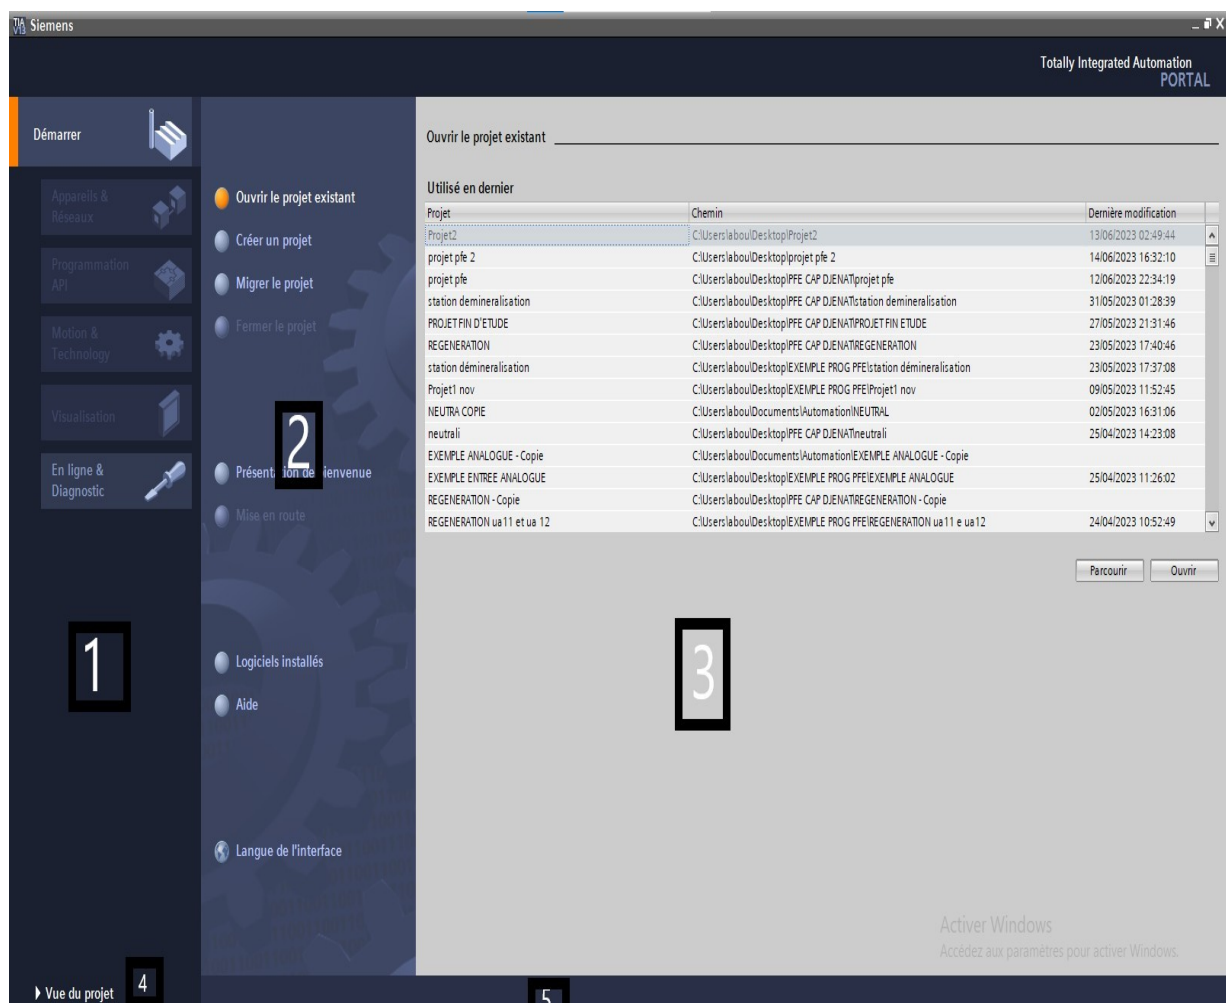 TIA V13 Siemens
Totally Integrated Automation
PORTAL
Démarrer
Appareils &
Réseaux
Programmation
API
Motion &
Technology
Visualisation
En ligne &
Diagnostic
1
Vue du projet 4
Ouvrir le projet existant
Créer un projet
Migrer le projet
Fermer le projet
2
Présentation de bienvenue
Mise en route
Logiciels installés
Aide
Langue de l'interface
Ouvrir le projet existant
Utilisé en dernier
Projet Chemin Dernière modification
Projet2 C:\Users\abou\Desktop\Projet2 13/06/2023 02:49:44
projet pfe 2 C:\Users\abou\Desktop\projet pfe 2 14/06/2023 16:32:10
projet pfe C:\Users\abou\Desktop\PFE CAP DJENAT\projet pfe 12/06/2023 22:34:19
station demineralisation C:\Users\abou\Desktop\PFE CAP DJENAT\station demineralisation 31/05/2023 01:28:39
PROJET FIN D'ETUDE C:\Users\abou\Desktop\PFE CAP DJENAT\PROJET FIN ETUDE 27/05/2023 21:31:46
REGENERATION C:\Users\abou\Desktop\PFE CAP DJENAT\REGENERATION 23/05/2023 17:40:46
station démineralisation C:\Users\abou\Desktop\EXEMPLE PROG PFE\station démineralisation 23/05/2023 17:37:08
Projet1 nov C:\Users\abou\Desktop\EXEMPLE PROG PFE\Projet1 nov 09/05/2023 11:52:45
NEUTRA COPIE C:\Users\abou\Documents\Automation\NEUTRAL 02/05/2023 16:31:06
neutrali C:\Users\abou\Desktop\PFE CAP DJENAT\neutrali 25/04/2023 14:23:08
EXEMPLE ANALOGUE - Copie C:\Users\abou\Documents\Automation\EXEMPLE ANALOGUE - Copie
EXEMPLE ENTREE ANALOGUE C:\Users\abou\Desktop\EXEMPLE PROG PFE\EXEMPLE ANALOGUE 25/04/2023 11:26:02
REGENERATION - Copie C:\Users\abou\Desktop\PFE CAP DJENAT\REGENERATION - Copie
REGENERATION ua11 et ua 12 C:\Users\abou\Desktop\EXEMPLE PROG PFE\REGENERATION ua11 e ua12 24/04/2023 10:52:49
Parcourir Ouvrir
3
Activer Windows
Accédez aux paramètres pour activer Windows.
5